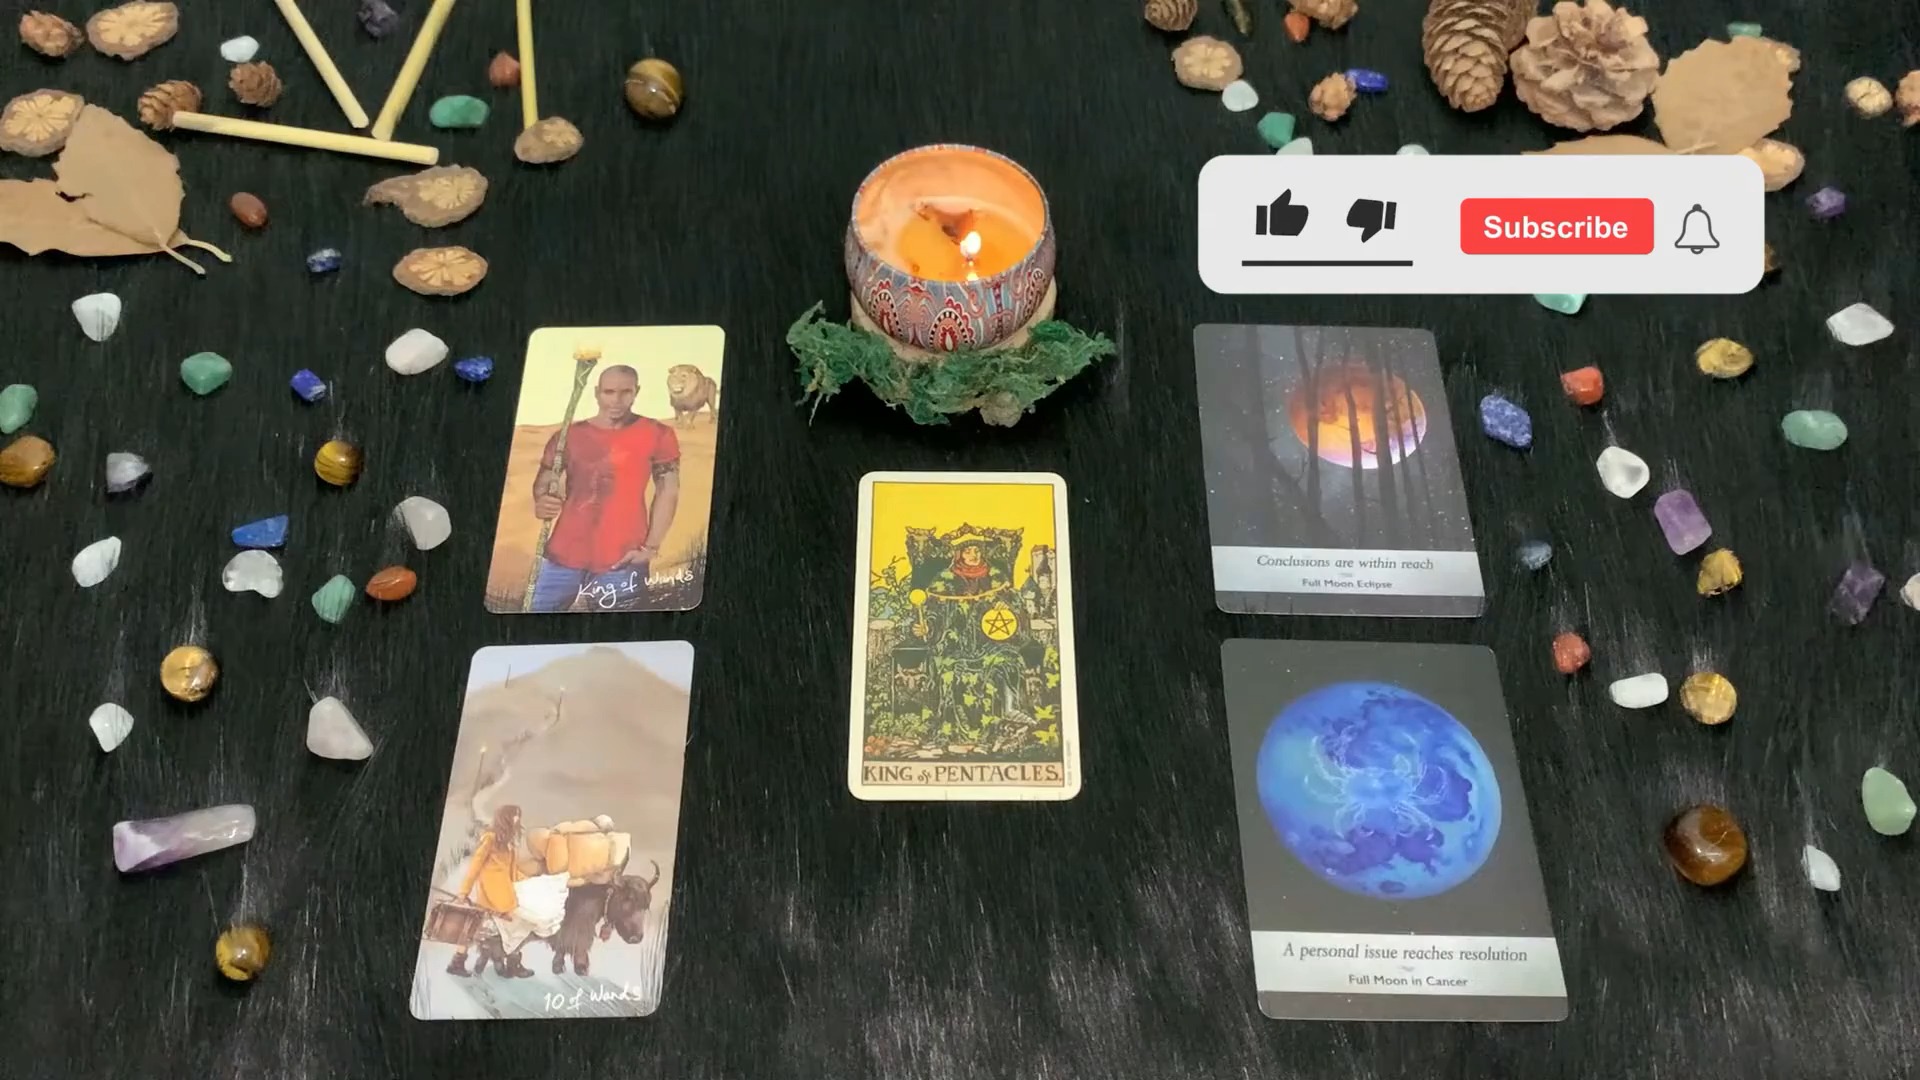 Subscribe
King of Wands
Conclusions are within reach
Full Moon Eclipse
KING of PENTACLES.
10 of Wands
A personal issue reaches resolution
Full Moon in Cancer